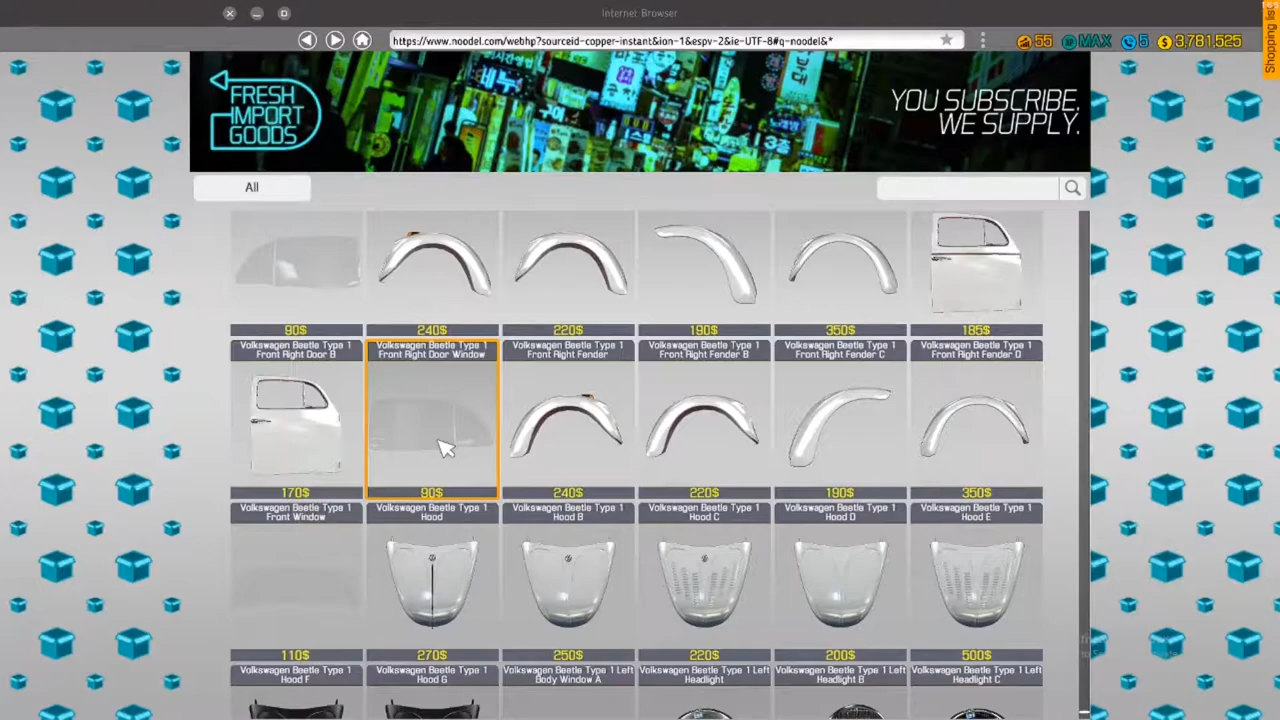 Internet Browser
https://www.noodel.com/webhp?sourceid-copper-instant&ion-1&espv-2&ie-UTF-8#q-noodel&*
55
MAX
5
$ 3,781,525
Shopping list
FRESH
IMPORT
GOODS
YOU SUBSCRIBE.
WE SUPPLY.
All
90$
240$
220$
190$
350$
185$
Volkswagen Beetle Type 1
Front Right Door B
Volkswagen Beetle Type 1
Front Right Door Window
Volkswagen Beetle Type 1
Front Right Fender
Volkswagen Beetle Type 1
Front Right Fender B
Volkswagen Beetle Type 1
Front Right Fender C
Volkswagen Beetle Type 1
Front Right Fender D
170$
90$
240$
220$
190$
350$
Volkswagen Beetle Type 1
Front Window
Volkswagen Beetle Type 1
Hood
Volkswagen Beetle Type 1
Hood B
Volkswagen Beetle Type 1
Hood C
Volkswagen Beetle Type 1
Hood D
Volkswagen Beetle Type 1
Hood E
110$
270$
250$
220$
200$
500$
Volkswagen Beetle Type 1
Hood F
Volkswagen Beetle Type 1
Hood G
Volkswagen Beetle Type 1 Left
Body Window A
Volkswagen Beetle Type 1 Left
Headlight
Volkswagen Beetle Type 1 Left
Headlight B
Volkswagen Beetle Type 1 Left
Headlight C